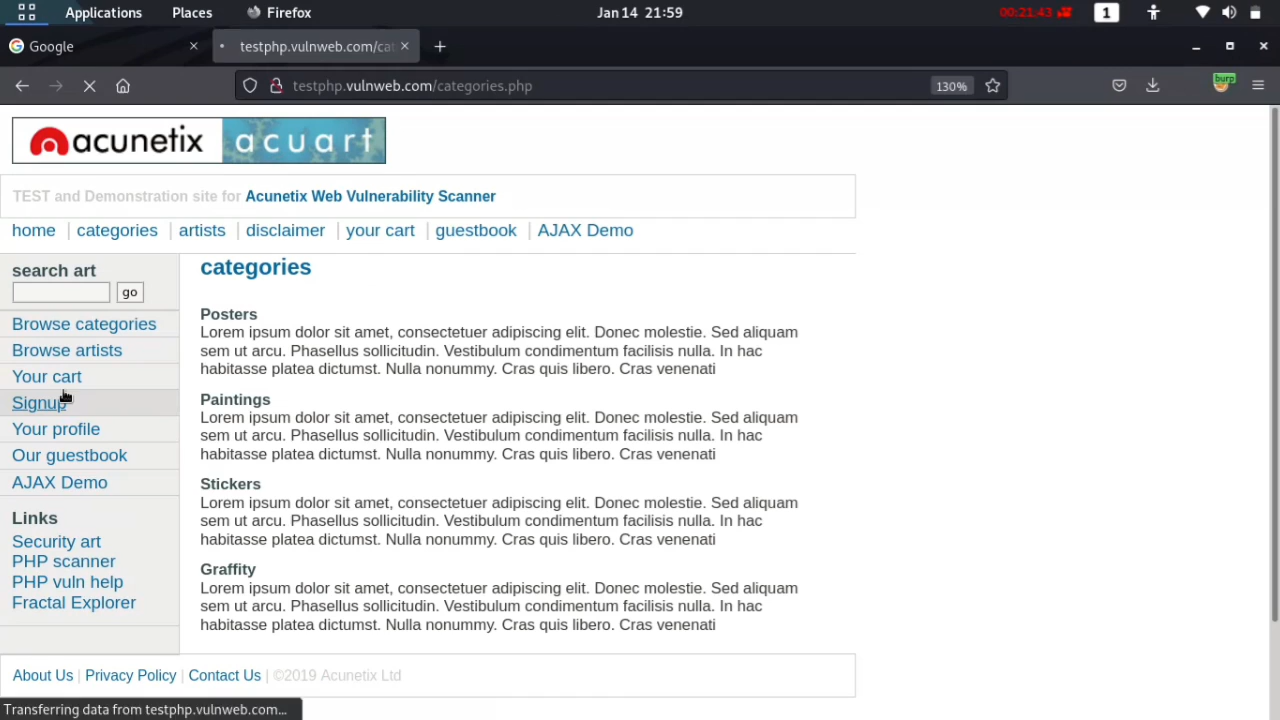 Applications Places Firefox Jan 14 21:59 00:21:43 1
Google testphp.vulnweb.com/cat
testphp.vulnweb.com/categories.php 130% burp
acunetix acuart
TEST and Demonstration site for Acunetix Web Vulnerability Scanner
home | categories | artists | disclaimer | your cart | guestbook | AJAX Demo
search art
go
Browse categories
Browse artists
Your cart
Signup
Your profile
Our guestbook
AJAX Demo
Links
Security art
PHP scanner
PHP vuln help
Fractal Explorer
categories
Posters
Lorem ipsum dolor sit amet, consectetuer adipiscing elit. Donec molestie. Sed aliquam
sem ut arcu. Phasellus sollicitudin. Vestibulum condimentum facilisis nulla. In hac
habitasse platea dictumst. Nulla nonummy. Cras quis libero. Cras venenati
Paintings
Lorem ipsum dolor sit amet, consectetuer adipiscing elit. Donec molestie. Sed aliquam
sem ut arcu. Phasellus sollicitudin. Vestibulum condimentum facilisis nulla. In hac
habitasse platea dictumst. Nulla nonummy. Cras quis libero. Cras venenati
Stickers
Lorem ipsum dolor sit amet, consectetuer adipiscing elit. Donec molestie. Sed aliquam
sem ut arcu. Phasellus sollicitudin. Vestibulum condimentum facilisis nulla. In hac
habitasse platea dictumst. Nulla nonummy. Cras quis libero. Cras venenati
Graffity
Lorem ipsum dolor sit amet, consectetuer adipiscing elit. Donec molestie. Sed aliquam
sem ut arcu. Phasellus sollicitudin. Vestibulum condimentum facilisis nulla. In hac
habitasse platea dictumst. Nulla nonummy. Cras quis libero. Cras venenati
About Us | Privacy Policy | Contact Us | ©2019 Acunetix Ltd
Transferring data from testphp.vulnweb.com…